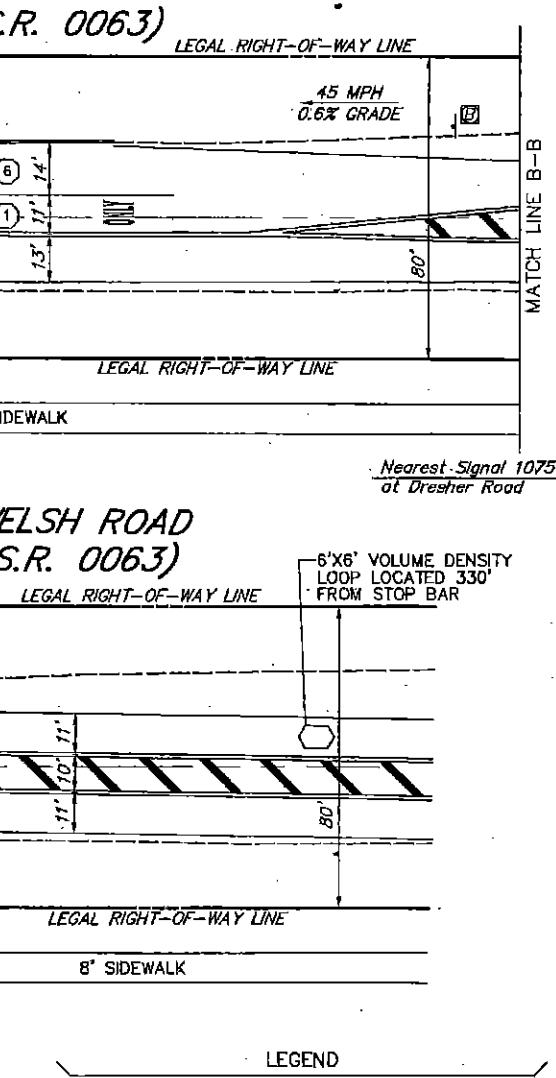 C.R. 0063)
LEGAL RIGHT-OF-WAY LINE
45 MPH
0.6% GRADE
B
6
14'
1
11'
13'
80'
MATCH LINE B-B
LEGAL RIGHT-OF-WAY LINE
IDEWALK
Nearest Signal 1075
at Dresher Road
ELSH ROAD
S.R. 0063)
LEGAL RIGHT-OF-WAY LINE
6'X6' VOLUME DENSITY
LOOP LOCATED 330'
FROM STOP BAR
11'
10'
11'
80'
LEGAL RIGHT-OF-WAY LINE
8' SIDEWALK
LEGEND